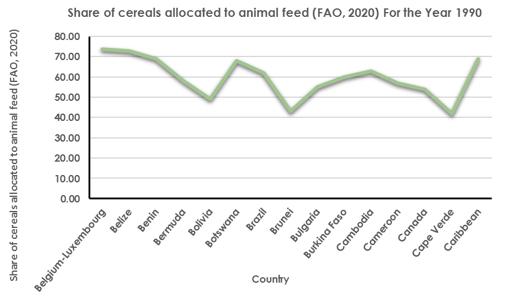 Share of cereals allocated to animal feed (FAO, 2020) For the Year 1990
Share of cereals allocated to animal feed (FAO, 2020)
80.00
70.00
60.00
50.00
40.00
30.00
20.00
10.00
0.00
Belgium-Luxembourg
Belize
Benin
Bermuda
Bolivia
Botswana
Brazil
Brunei
Bulgaria
Burkina Faso
Cambodia
Cameroon
Canada
Cape Verde
Caribbean
Country